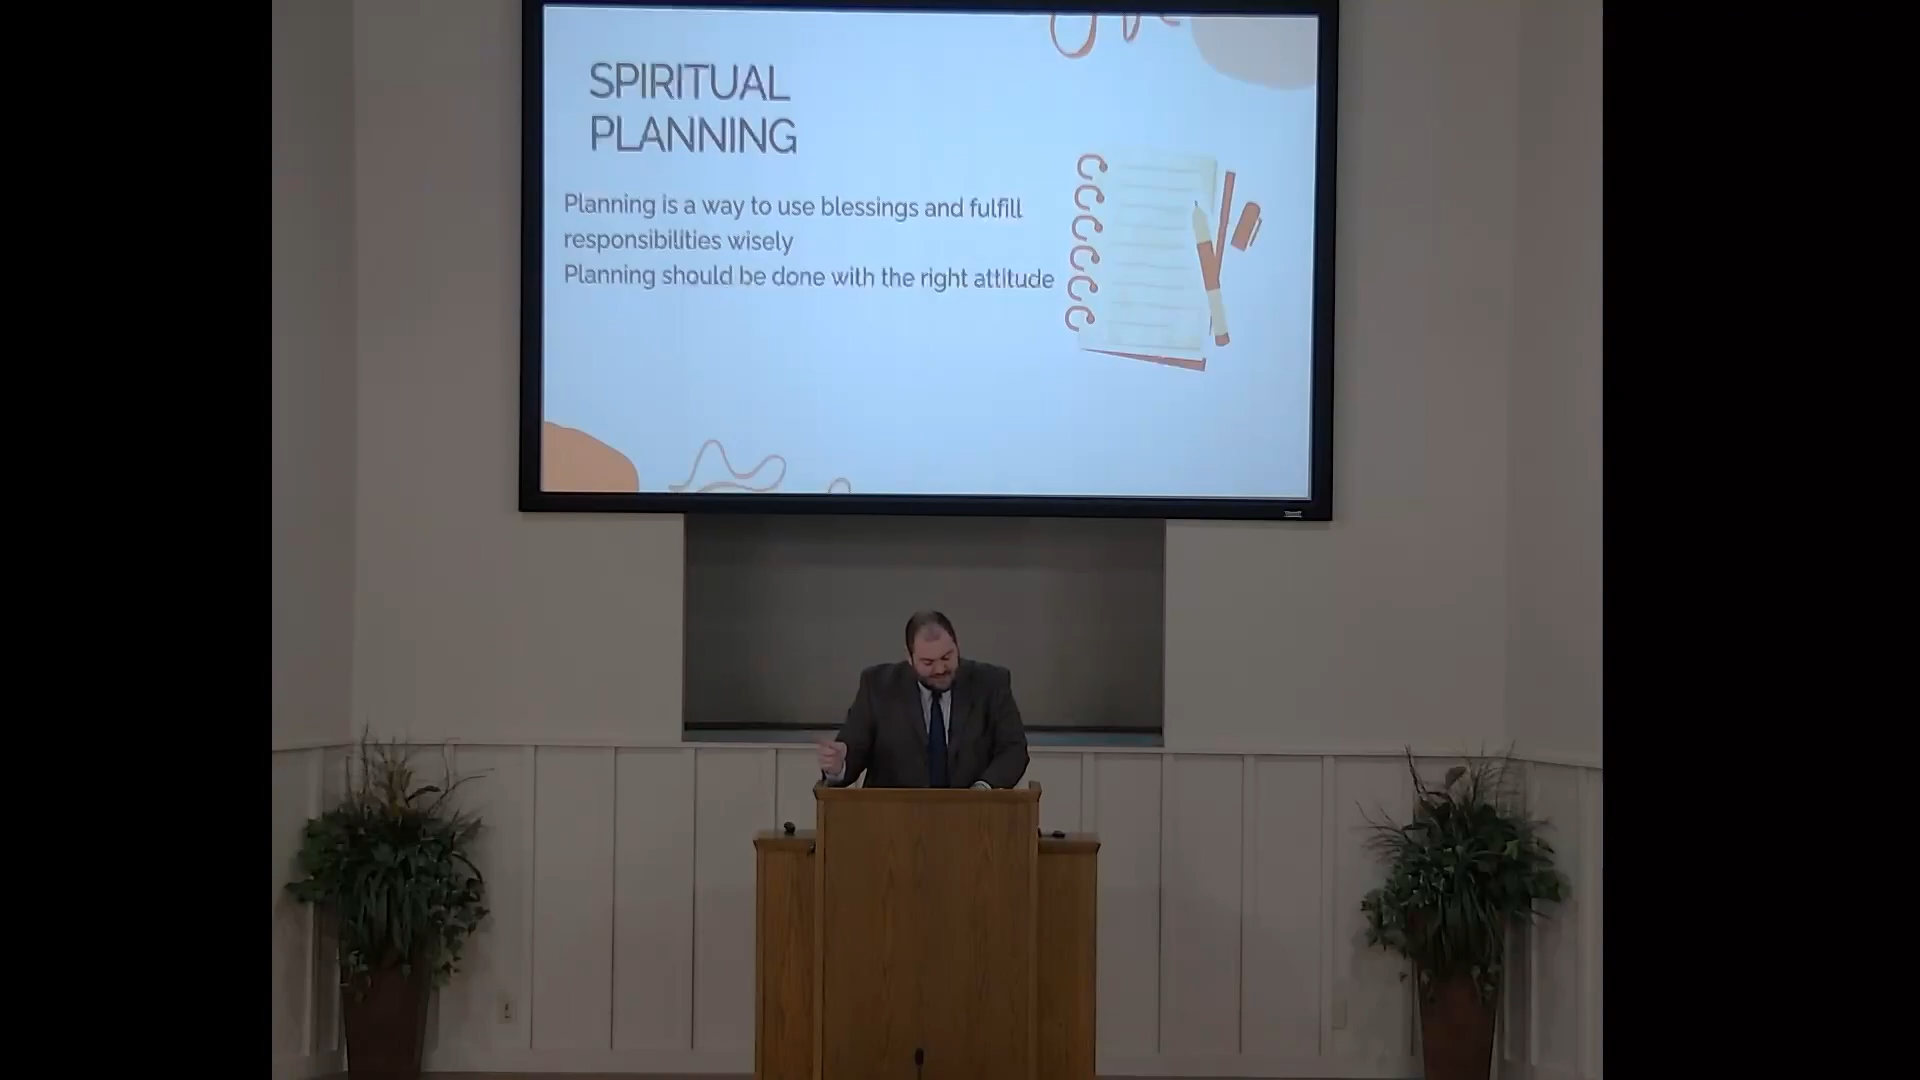 SPIRITUAL
PLANNING
Planning is a way to use blessings and fulfill
responsibilities wisely
Planning should be done with the right attitude